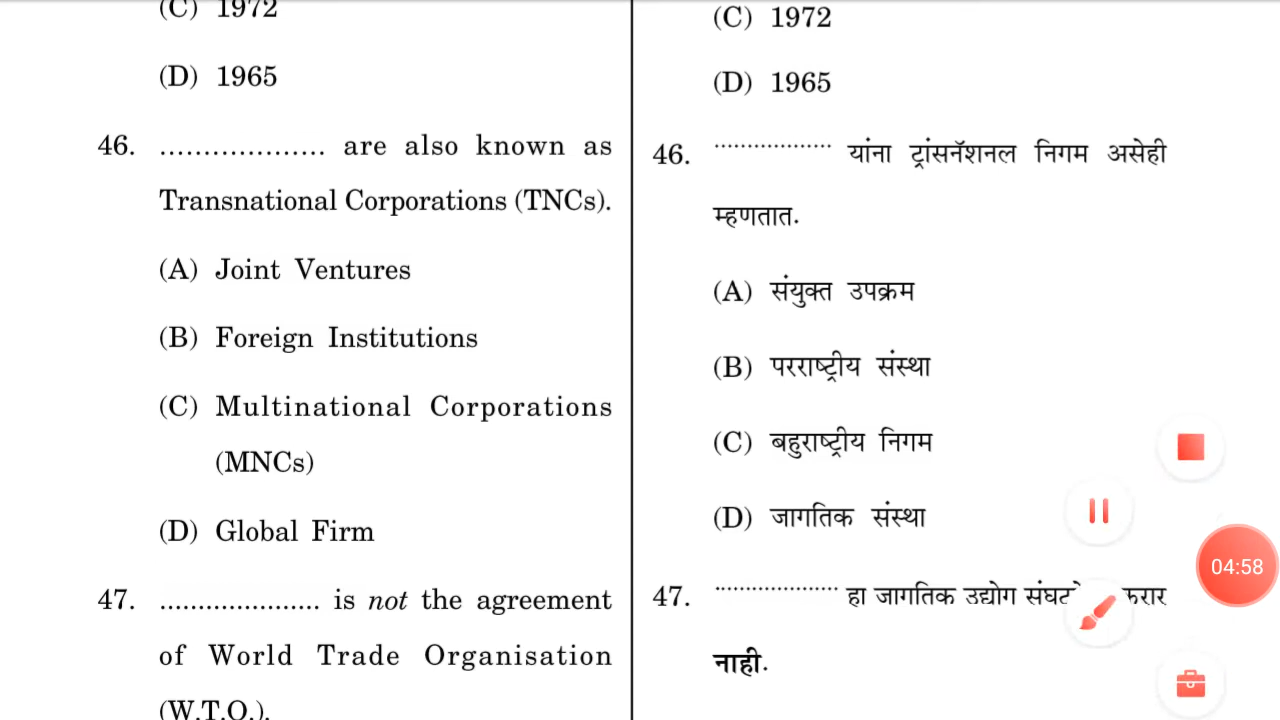 (C) 1972
(D) 1965
46. ................... are also known as
Transnational Corporations (TNCs).
(A) Joint Ventures
(B) Foreign Institutions
(C) Multinational Corporations
(MNCs)
(D) Global Firm
47. ..................... is not the agreement
of World Trade Organisation
(W.T.O.).
(C) 1972
(D) 1965
46. .................. यांना ट्रांसनॅशनल निगम असेही
म्हणतात.
(A) संयुक्त उपक्रम
(B) परराष्ट्रीय संस्था
(C) बहुराष्ट्रीय निगम
(D) जागतिक संस्था
47. ................... हा जागतिक उद्योग
नाही.
04:58